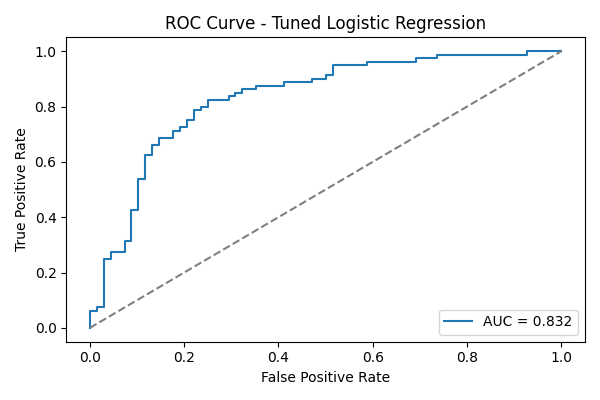 ROC Curve - Tuned Logistic Regression
True Positive Rate
1.0
0.8
0.6
0.4
0.2
0.0
AUC = 0.832
0.0 0.2 0.4 0.6 0.8 1.0
False Positive Rate